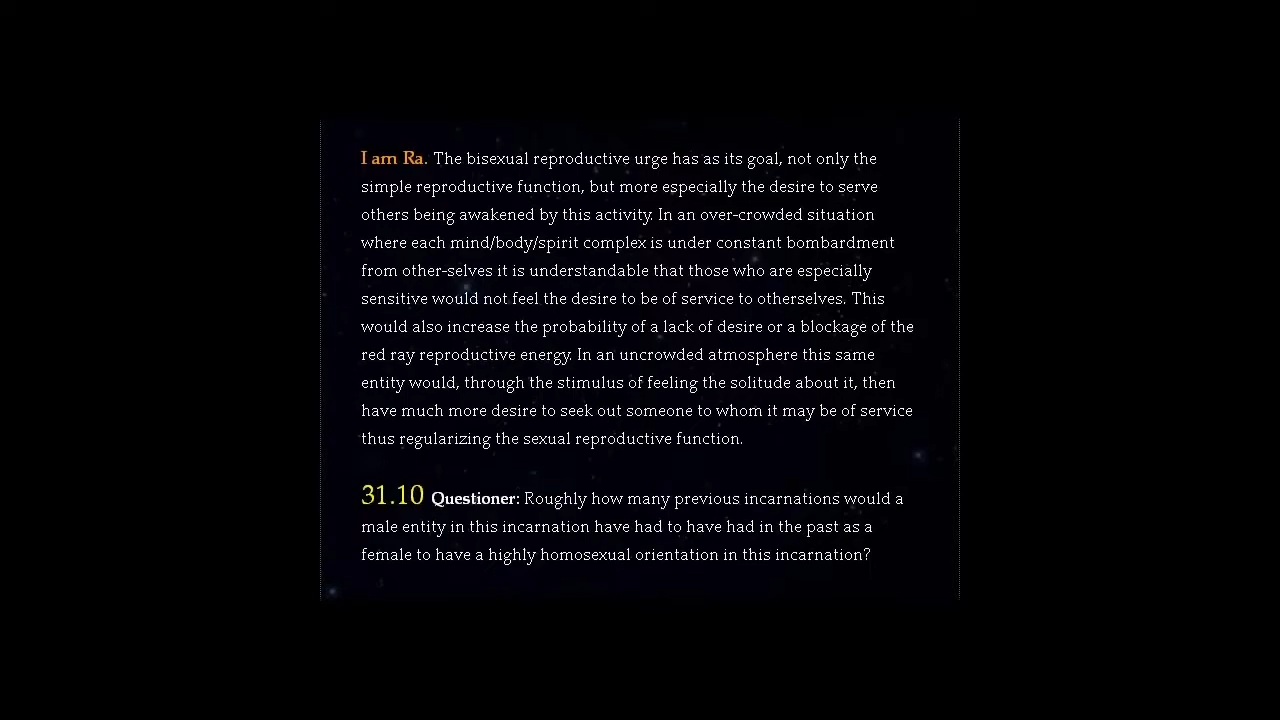 I am Ra. The bisexual reproductive urge has as its goal, not only the
simple reproductive function, but more especially the desire to serve
others being awakened by this activity. In an over-crowded situation
where each mind/body/spirit complex is under constant bombardment
from other-selves it is understandable that those who are especially
sensitive would not feel the desire to be of service to otherselves. This
would also increase the probability of a lack of desire or a blockage of the
red ray reproductive energy. In an uncrowded atmosphere this same
entity would, through the stimulus of feeling the solitude about it, then
have much more desire to seek out someone to whom it may be of service
thus regularizing the sexual reproductive function.
31.10 Questioner: Roughly how many previous incarnations would a
male entity in this incarnation have had to have had in the past as a
female to have a highly homosexual orientation in this incarnation?